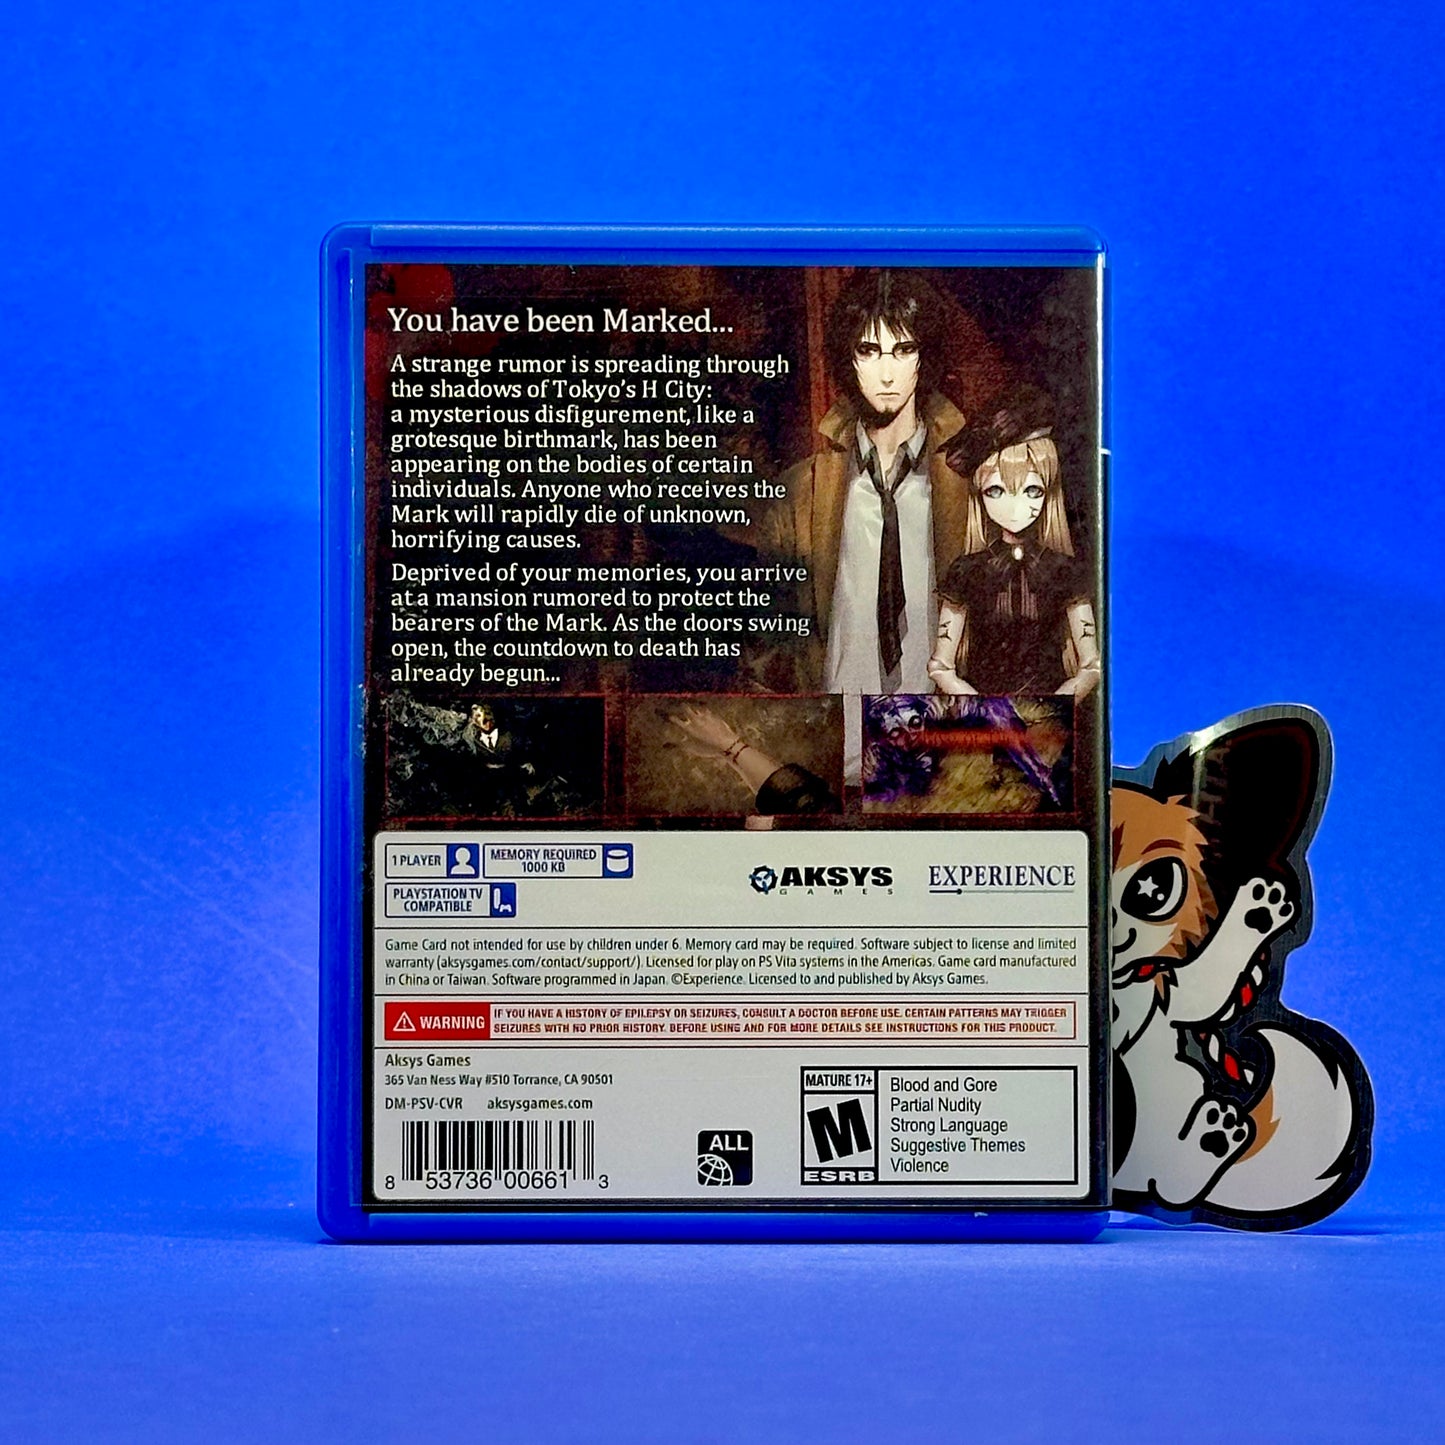 You have been Marked...
A strange rumor is spreading through
the shadows of Tokyo's H City:
a mysterious disfigurement, like a
grotesque birthmark, has been
appearing on the bodies of certain
individuals. Anyone who receives the
Mark will rapidly die of unknown,
horrifying causes.
Deprived of your memories, you arrive
at a mansion rumored to protect the
bearers of the Mark. As the doors swing
open, the countdown to death has
already begun...
1 PLAYER
MEMORY REQUIRED
1000 KB
PLAYSTATION TV
COMPATIBLE
AKSYS
GAMES
EXPERIENCE
Game Card not intended for use by children under 6. Memory card may be required. Software subject to license and limited
warranty (aksysgames.com/contact/support/). Licensed for play on PS Vita systems in the Americas. Game card manufactured
in China or Taiwan. Software programmed in Japan. ©Experience. Licensed to and published by Aksys Games.
WARNING
IF YOU HAVE A HISTORY OF EPILEPSY OR SEIZURES, CONSULT A DOCTOR BEFORE USE. CERTAIN PATTERNS MAY TRIGGER
SEIZURES WITH NO PRIOR HISTORY. BEFORE USING AND FOR MORE DETAILS SEE INSTRUCTIONS FOR THIS PRODUCT.
Aksys Games
365 Van Ness Way #510 Torrance, CA 90501
DM-PSV-CVR aksysgames.com
8 53736 00661 3
ALL
MATURE 17+
M
ESRB
Blood and Gore
Partial Nudity
Strong Language
Suggestive Themes
Violence